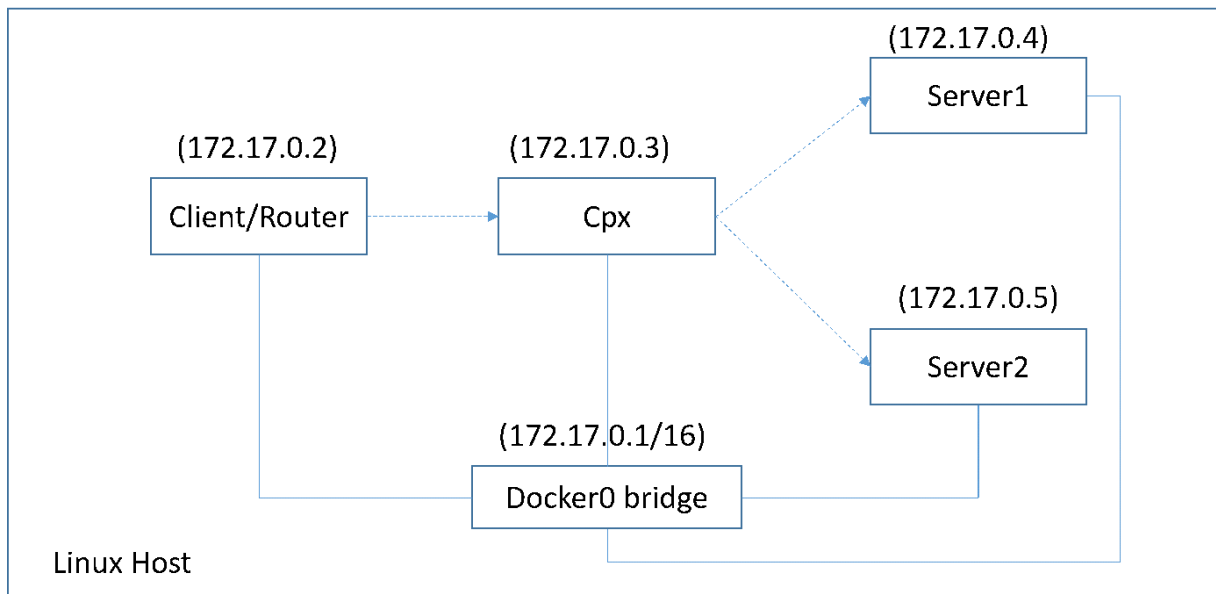 (172.17.0.4)
Server1
(172.17.0.2)
(172.17.0.3)
Client/Router
Cpx
(172.17.0.5)
Server2
(172.17.0.1/16)
Docker0 bridge
Linux Host